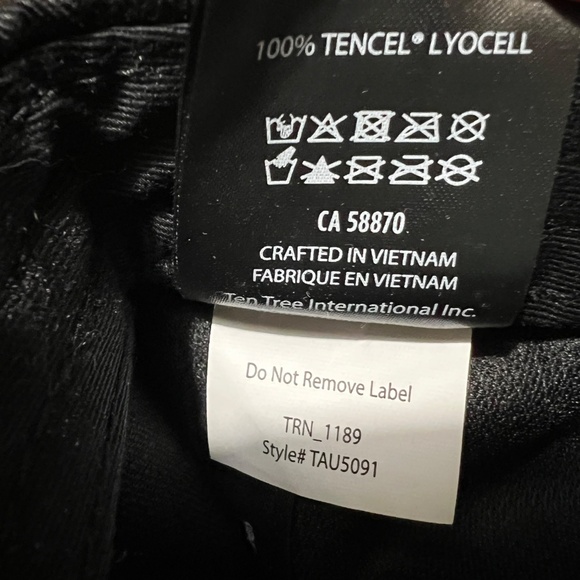 100% TENCEL® LYOCELL
CA 58870
CRAFTED IN VIETNAM
FABRIQUE EN VIETNAM
Ten Tree International Inc.
Do Not Remove Label
TRN_1189
Style# TAU5091